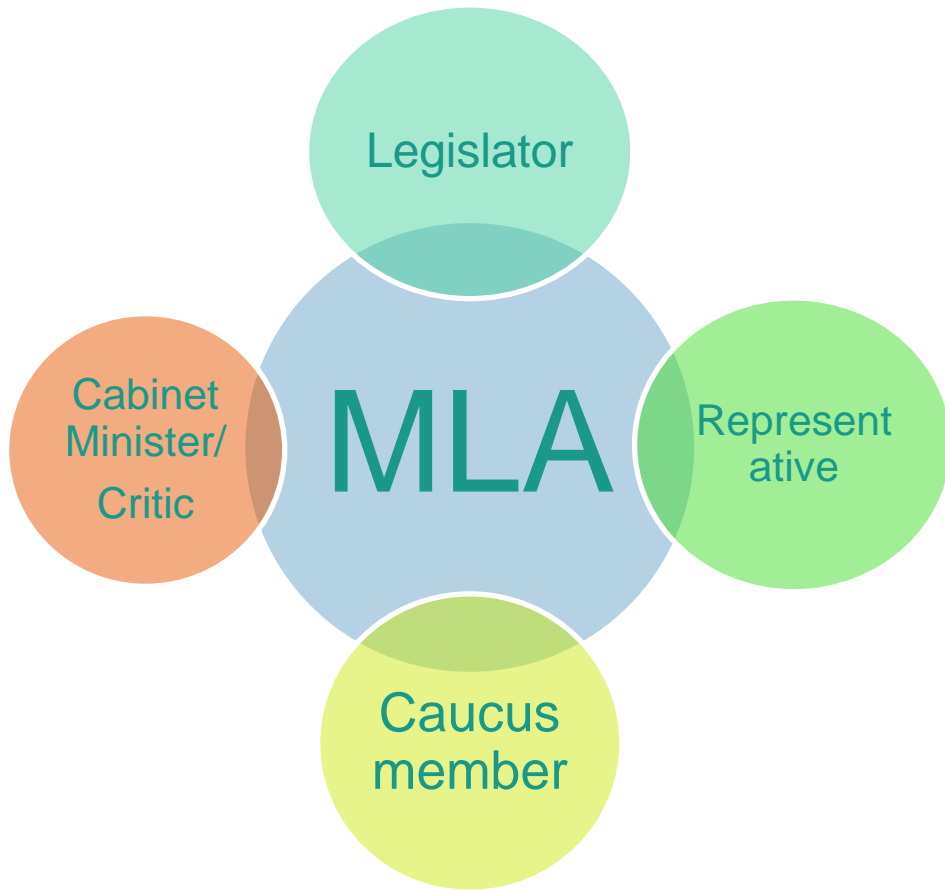 Legislator
Cabinet
Minister/
Critic
MLA
Represent
ative
Caucus
member